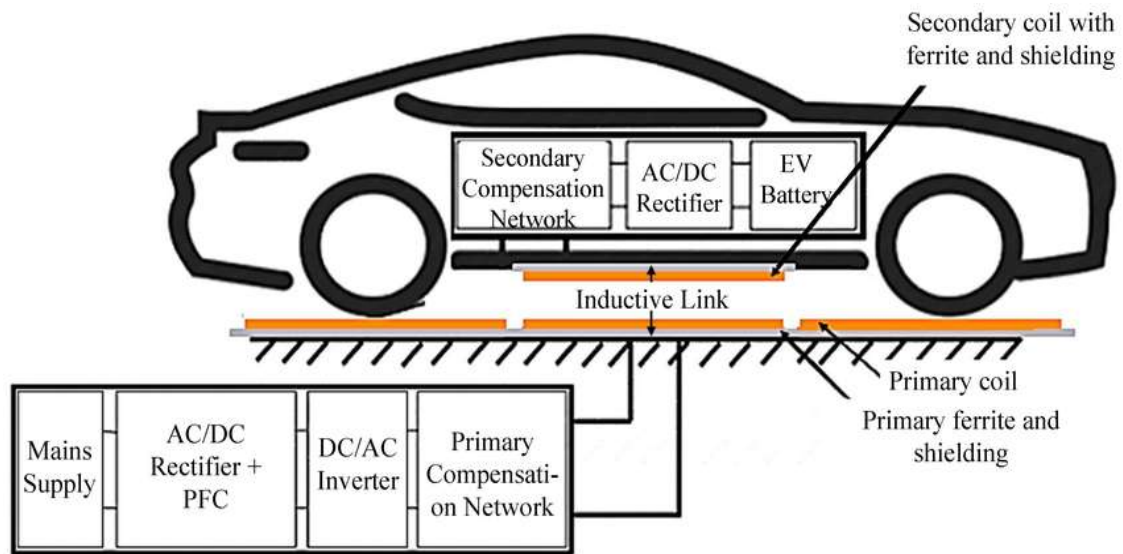 Secondary coil with
ferrite and shielding
Secondary
Compensation
Network
AC/DC
Rectifier
EV
Battery
Inductive Link
Primary coil
Primary ferrite and
shielding
Mains
Supply
AC/DC
Rectifier +
PFC
DC/AC
Inverter
Primary
Compensati-
on Network